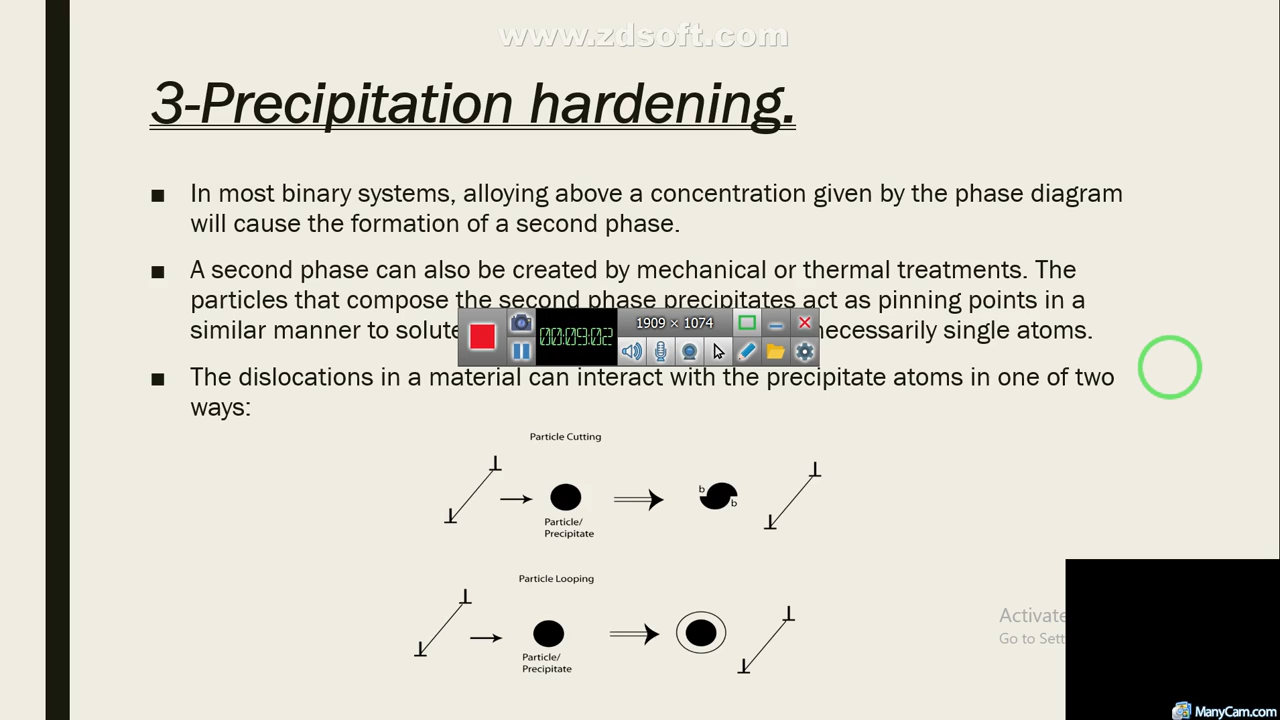 www.zdsoft.com
3-Precipitation hardening.
■ In most binary systems, alloying above a concentration given by the phase diagram
will cause the formation of a second phase.
■ A second phase can also be created by mechanical or thermal treatments. The
particles that compose the second phase precipitates act as pinning points in a
similar manner to solute necessarily single atoms.
00:09:02
1909 × 1074
■ The dislocations in a material can interact with the precipitate atoms in one of two
ways:
Particle Cutting
b
b
Particle/
Precipitate
Particle Looping
Particle/
Precipitate
Activate
Go to Sett
ManyCam.com